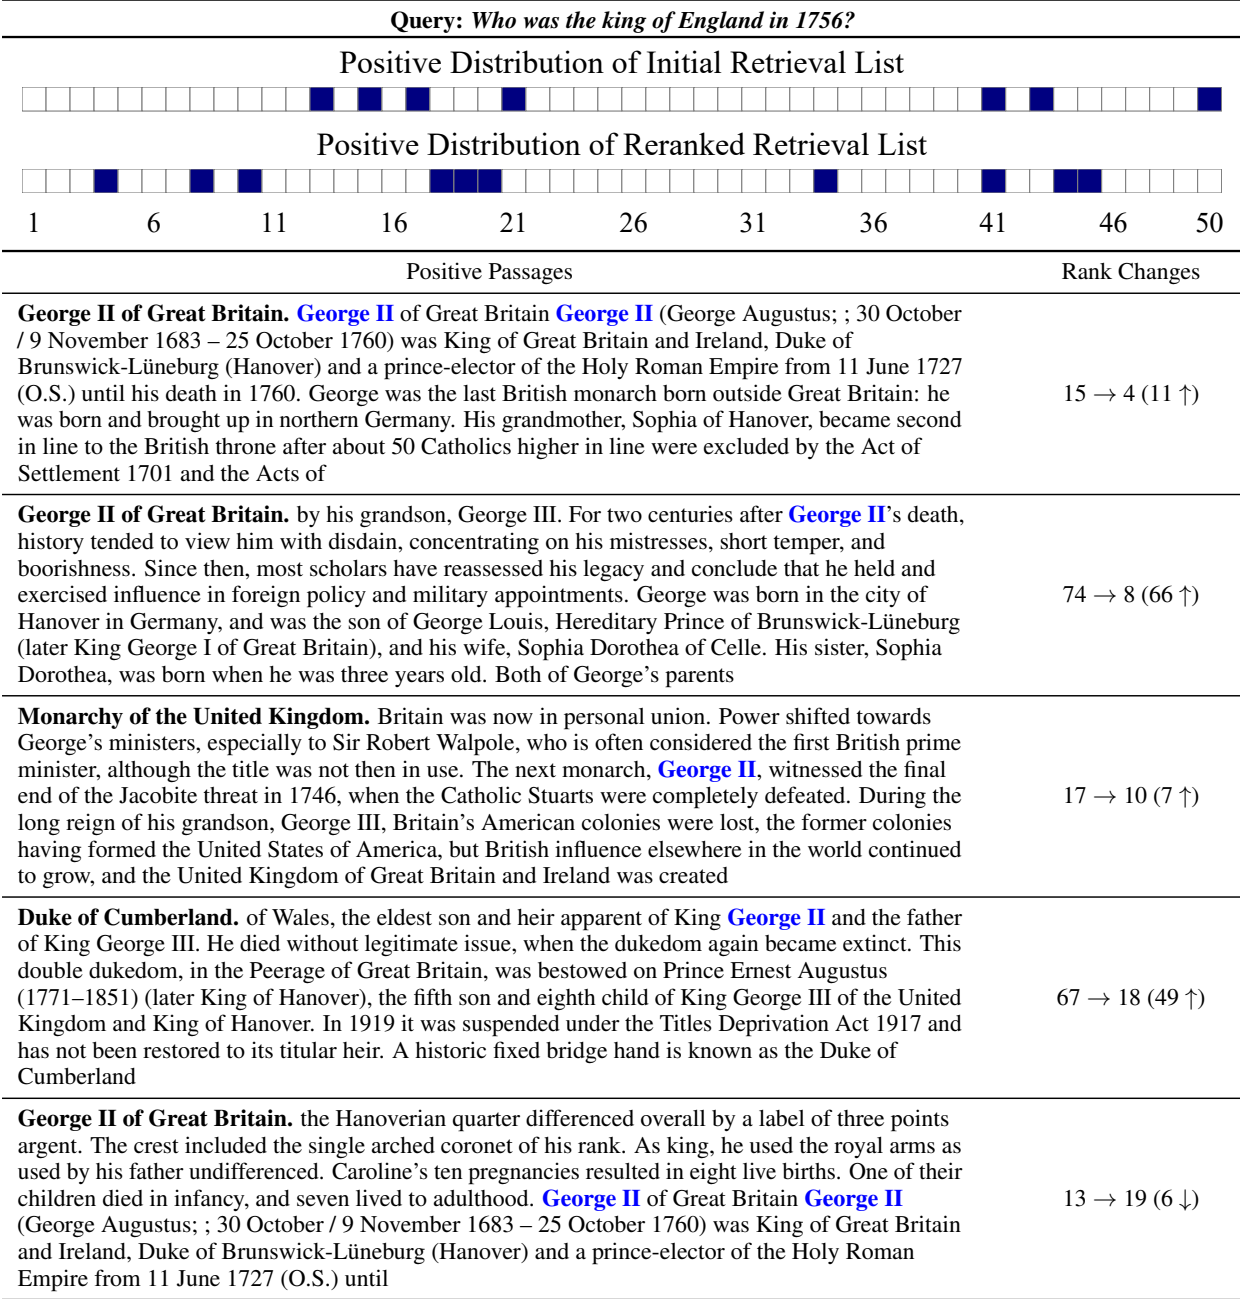 Query: Who was the king of England in 1756?
Positive Distribution of Initial Retrieval List
Positive Distribution of Reranked Retrieval List
1 6 11 16 21 26 31 36 41 46 50
Positive Passages Rank Changes
George II of Great Britain. George II of Great Britain George II (George Augustus; ; 30 October
/ 9 November 1683 – 25 October 1760) was King of Great Britain and Ireland, Duke of
Brunswick-Lüneburg (Hanover) and a prince-elector of the Holy Roman Empire from 11 June 1727
(O.S.) until his death in 1760. George was the last British monarch born outside Great Britain: he
was born and brought up in northern Germany. His grandmother, Sophia of Hanover, became second
in line to the British throne after about 50 Catholics higher in line were excluded by the Act of
Settlement 1701 and the Acts of
15 → 4 (11 ↑)
George II of Great Britain. by his grandson, George III. For two centuries after George II's death,
history tended to view him with disdain, concentrating on his mistresses, short temper, and
boorishness. Since then, most scholars have reassessed his legacy and conclude that he held and
exercised influence in foreign policy and military appointments. George was born in the city of
Hanover in Germany, and was the son of George Louis, Hereditary Prince of Brunswick-Lüneburg
(later King George I of Great Britain), and his wife, Sophia Dorothea of Celle. His sister, Sophia
Dorothea, was born when he was three years old. Both of George's parents
74 → 8 (66 ↑)
Monarchy of the United Kingdom. Britain was now in personal union. Power shifted towards
George's ministers, especially to Sir Robert Walpole, who is often considered the first British prime
minister, although the title was not then in use. The next monarch, George II, witnessed the final
end of the Jacobite threat in 1746, when the Catholic Stuarts were completely defeated. During the
long reign of his grandson, George III, Britain's American colonies were lost, the former colonies
having formed the United States of America, but British influence elsewhere in the world continued
to grow, and the United Kingdom of Great Britain and Ireland was created
17 → 10 (7 ↑)
Duke of Cumberland. of Wales, the eldest son and heir apparent of King George II and the father
of King George III. He died without legitimate issue, when the dukedom again became extinct. This
double dukedom, in the Peerage of Great Britain, was bestowed on Prince Ernest Augustus
(1771–1851) (later King of Hanover), the fifth son and eighth child of King George III of the United
Kingdom and King of Hanover. In 1919 it was suspended under the Titles Deprivation Act 1917 and
has not been restored to its titular heir. A historic fixed bridge hand is known as the Duke of
Cumberland
67 → 18 (49 ↑)
George II of Great Britain. the Hanoverian quarter differenced overall by a label of three points
argent. The crest included the single arched coronet of his rank. As king, he used the royal arms as
used by his father undifferenced. Caroline's ten pregnancies resulted in eight live births. One of their
children died in infancy, and seven lived to adulthood. George II of Great Britain George II
(George Augustus; ; 30 October / 9 November 1683 – 25 October 1760) was King of Great Britain
and Ireland, Duke of Brunswick-Lüneburg (Hanover) and a prince-elector of the Holy Roman
Empire from 11 June 1727 (O.S.) until
13 → 19 (6 ↓)